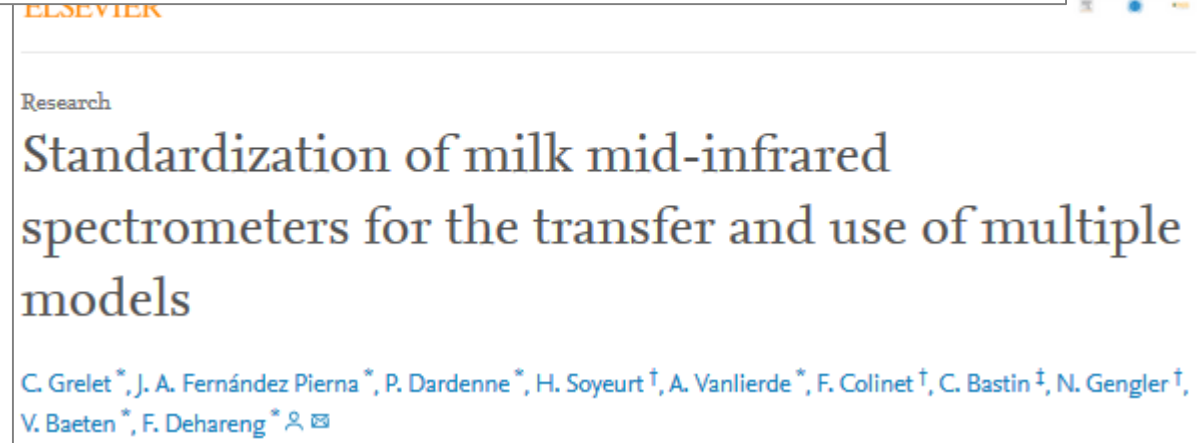 ELSEVIER
Research
Standardization of milk mid-infrared
spectrometers for the transfer and use of multiple
models
C. Grelet *, J. A. Fernández Pierna *, P. Dardenne *, H. Soyeurt †, A. Vanlierde *, F. Colinet †, C. Bastin ‡, N. Gengler †,
V. Baeten *, F. Dehareng *